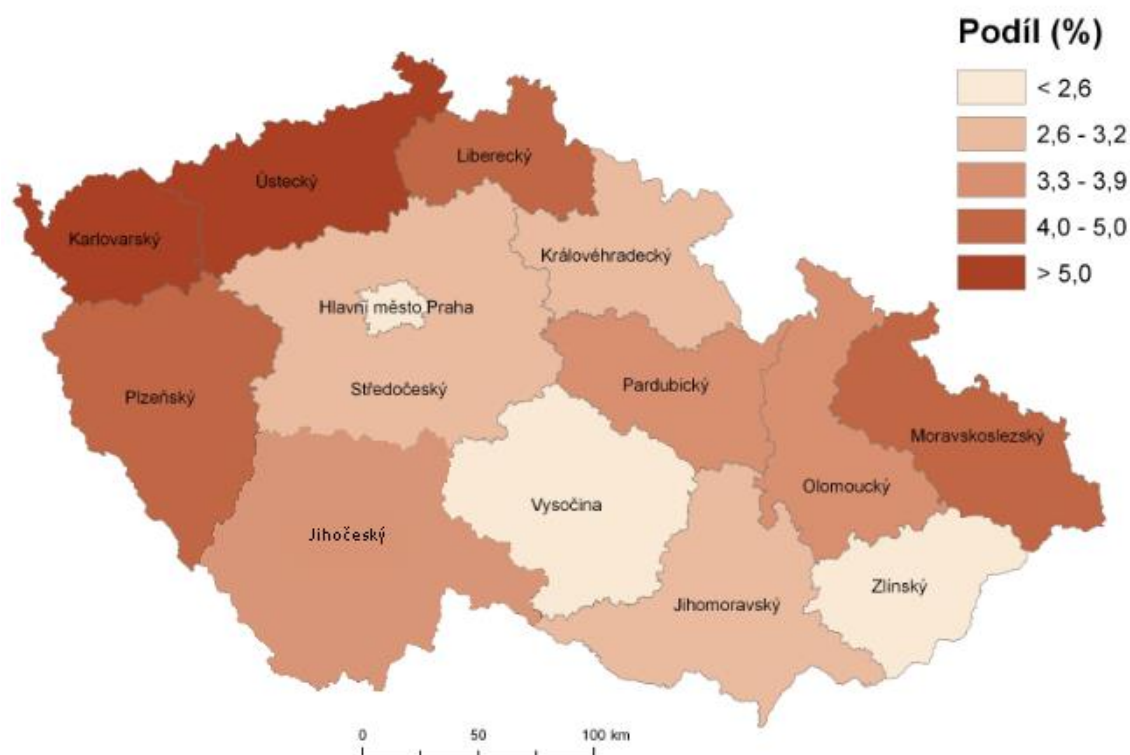 Podíl (%)
< 2,6
2,6 - 3,2
3,3 - 3,9
4,0 - 5,0
> 5,0
Liberecký
Ústecký
Karlovarský
Královéhradecký
Hlavní město Praha
Středočeský
Pardubický
Plzeňský
Moravskoslezský
Olomoucký
Vysočina
Jihočeský
Zlínský
Jihomoravský
0 50 100 km